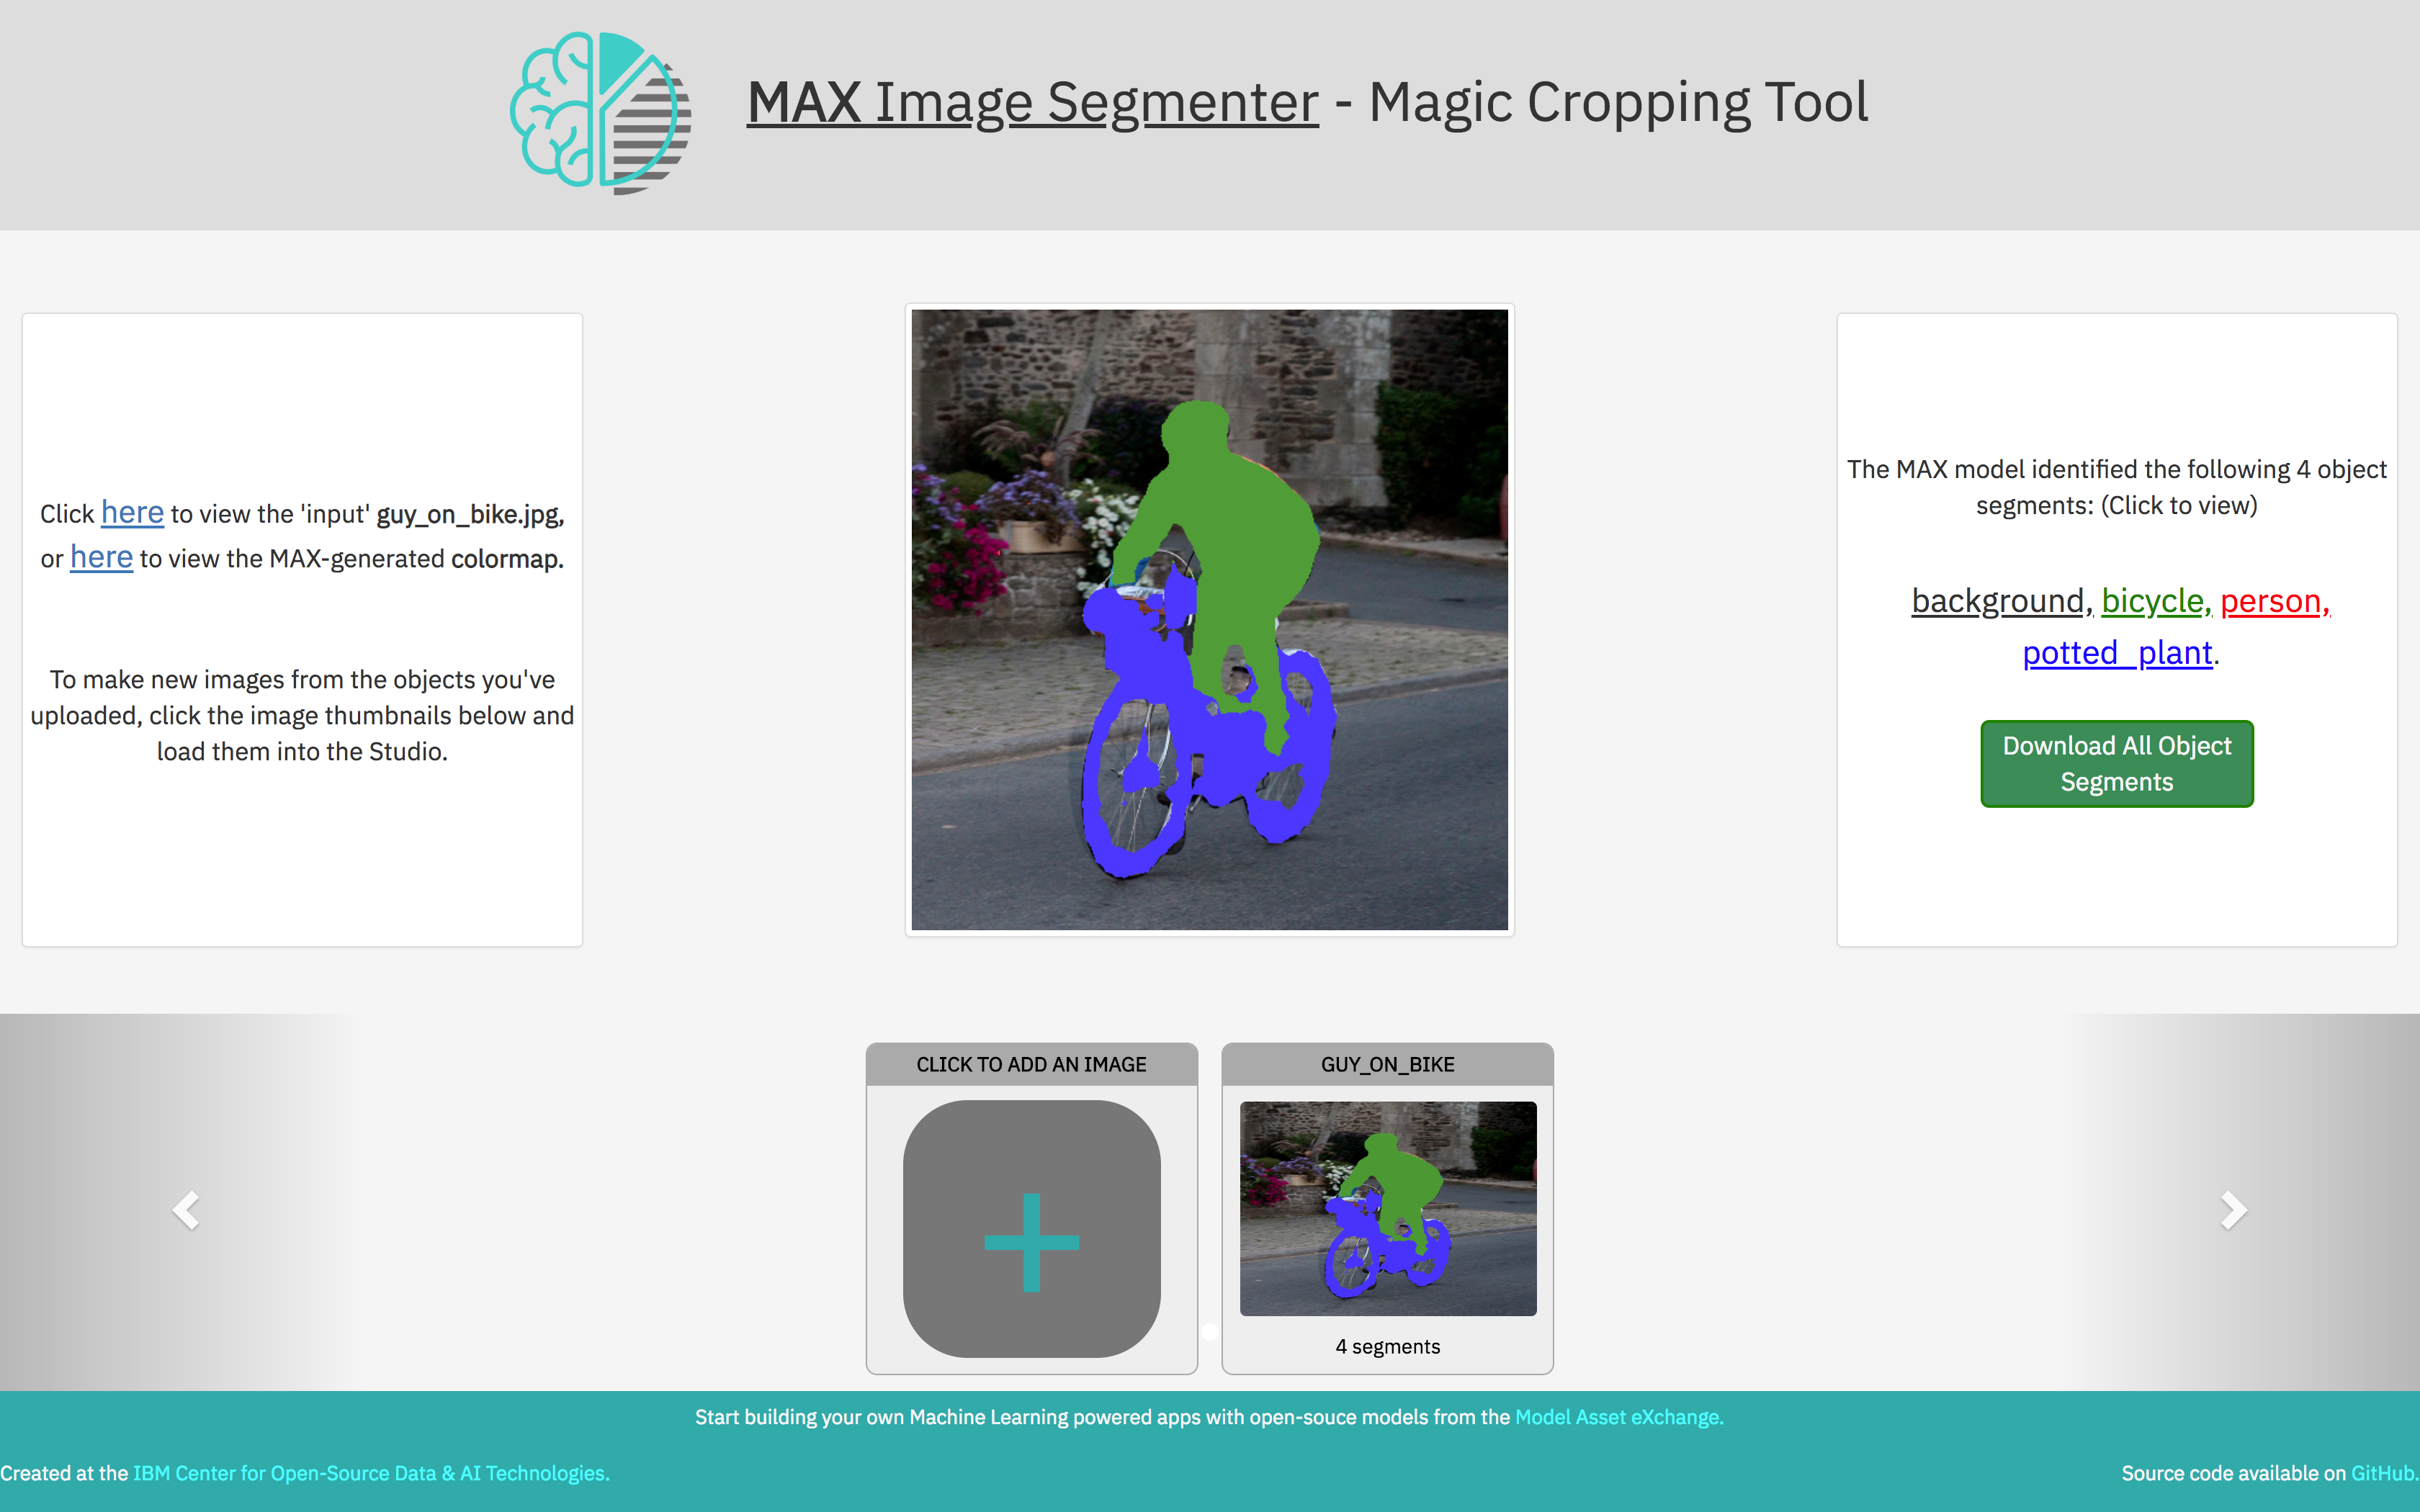 MAX Image Segmenter - Magic Cropping Tool
Click here to view the 'input' guy_on_bike.jpg,
or here to view the MAX-generated colormap.
To make new images from the objects you've
uploaded, click the image thumbnails below and
load them into the Studio.
The MAX model identified the following 4 object
segments: (Click to view)
background, bicycle, person,
potted_plant.
Download All Object
Segments
CLICK TO ADD AN IMAGE
GUY_ON_BIKE
4 segments
Start building your own Machine Learning powered apps with open-souce models from the Model Asset eXchange.
Created at the IBM Center for Open-Source Data & AI Technologies.
Source code available on GitHub.